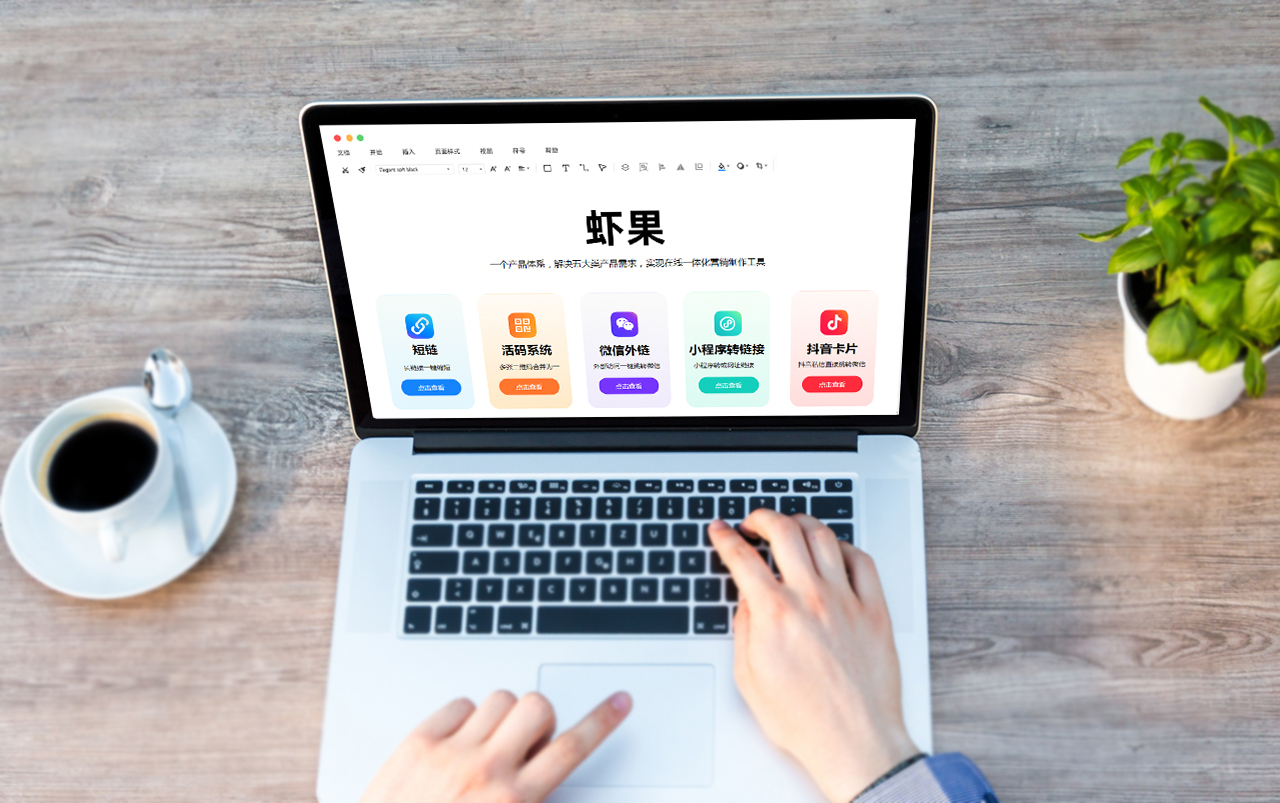 文档 开始 插入 页面样式 视图 符号 帮助
Elegant soft black 12
虾果
一个产品体系，解决五大类产品需求，实现在线一体化营销制作工具
短链
长链接一键缩短
点击查看
活码系统
多张二维码合并为一
点击查看
微信外链
外部访问一键跳转微信
点击查看
小程序转链接
小程序转成网址链接
点击查看
抖音卡片
抖音私信直接跳转微信
点击查看
Q W E R T Z U I
A S D F G H J K
Y X C V B N M